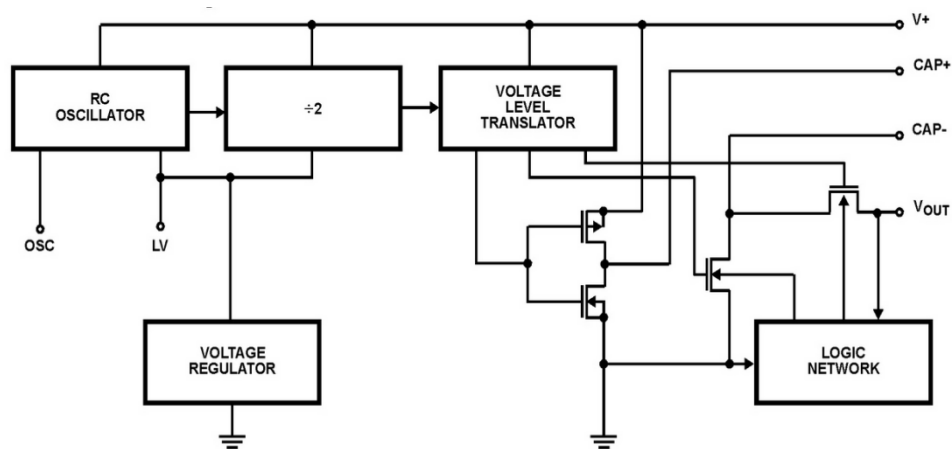 V+
CAP+
RC
OSCILLATOR
÷2
VOLTAGE
LEVEL
TRANSLATOR
CAP-
OSC
LV
VOUT
VOLTAGE
REGULATOR
LOGIC
NETWORK